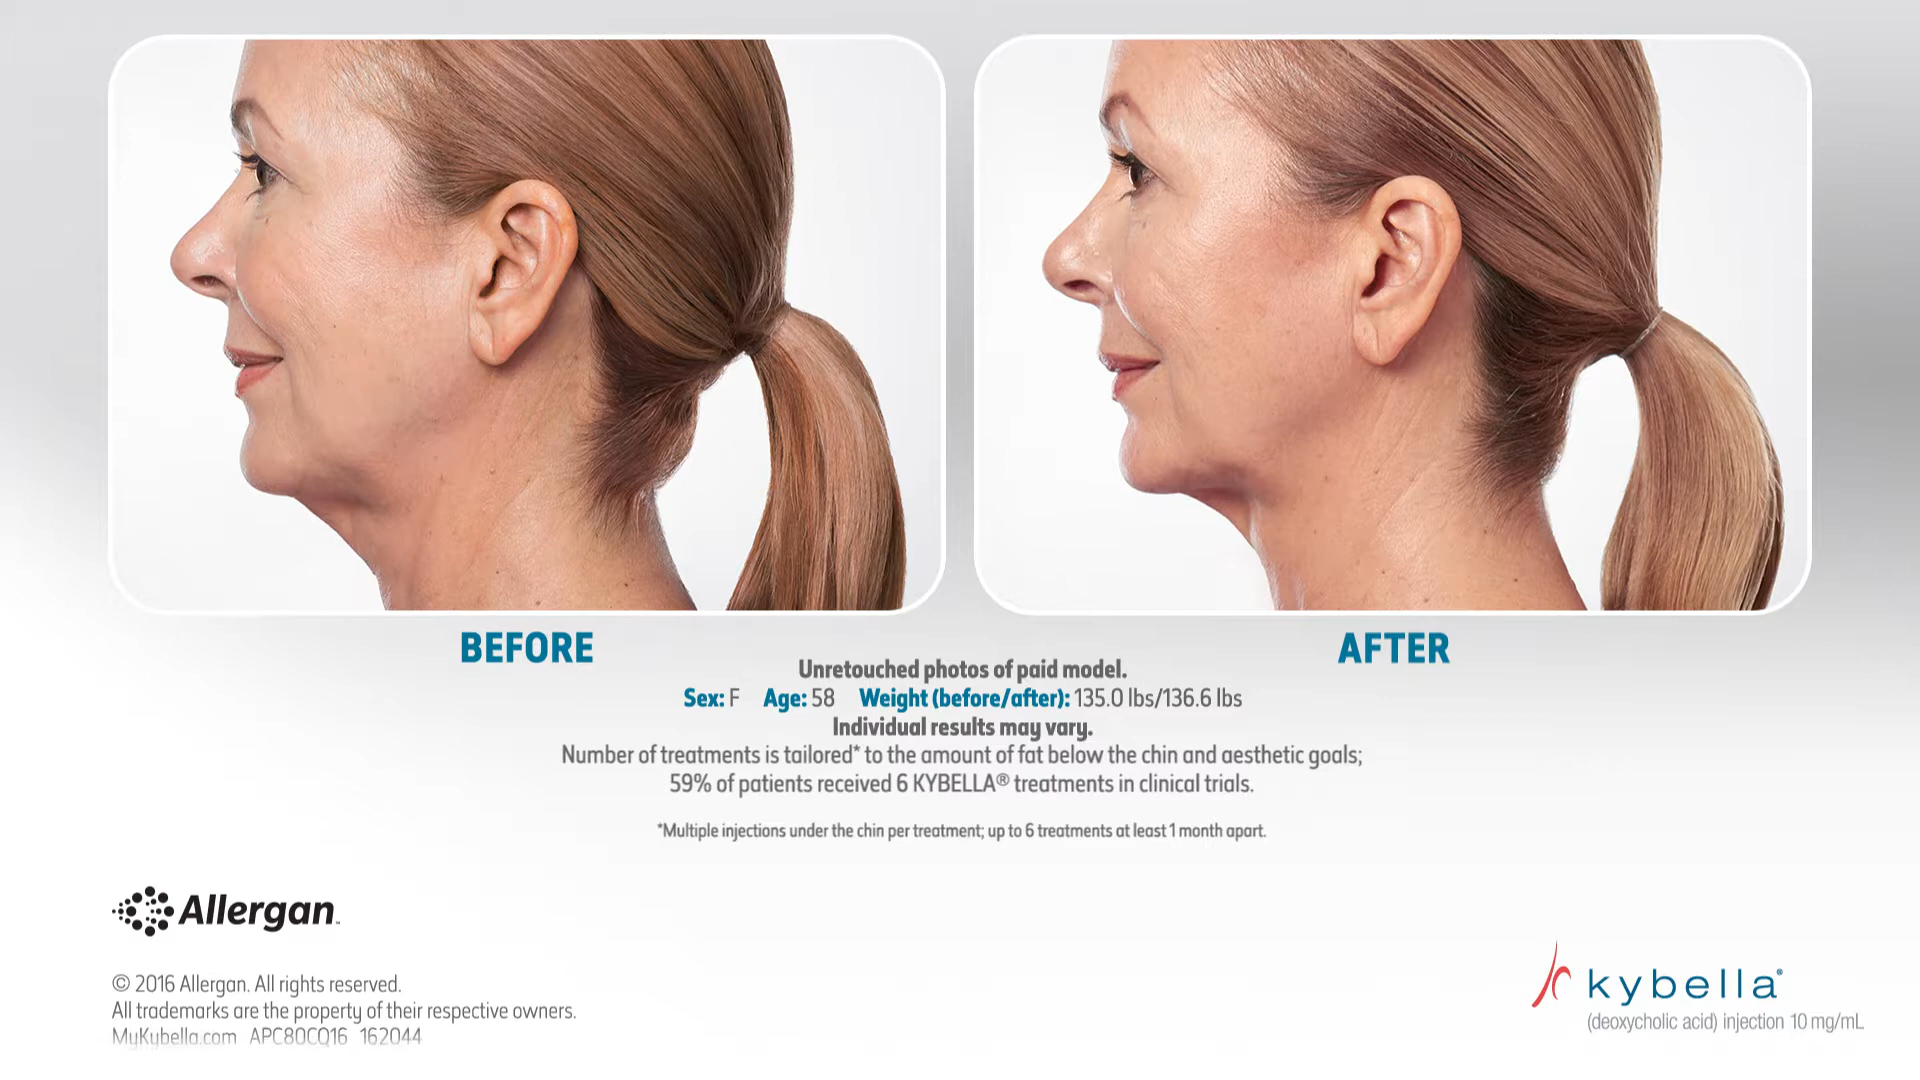 BEFORE
AFTER
Unretouched photos of paid model.
Sex: F Age: 58 Weight (before/after): 135.0 lbs/136.6 lbs
Individual results may vary.
Number of treatments is tailored* to the amount of fat below the chin and aesthetic goals;
59% of patients received 6 KYBELLA® treatments in clinical trials.
*Multiple injections under the chin per treatment; up to 6 treatments at least 1 month apart.
Allergan™
© 2016 Allergan. All rights reserved.
All trademarks are the property of their respective owners.
MyKybella.com APC80CQ16 162044
kybella®
(deoxycholic acid) injection 10 mg/mL